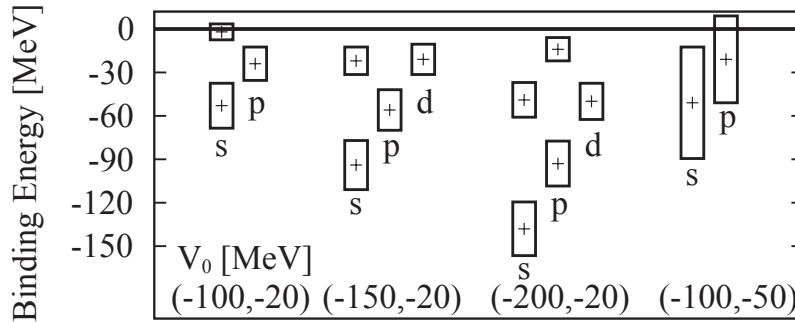 Binding Energy [MeV]
0
-30
-60
-90
-120
-150
s
p
s
p
d
s
p
d
s
p
V₀ [MeV]
(-100,-20) (-150,-20) (-200,-20) (-100,-50)